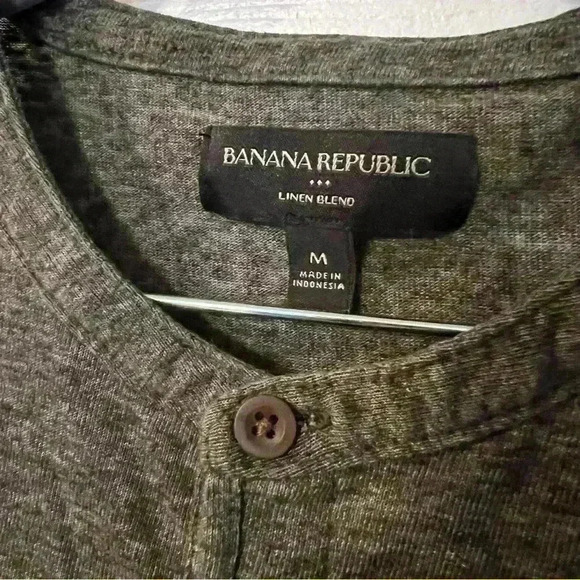 BANANA REPUBLIC
LINEN BLEND
M
MADE IN
INDONESIA